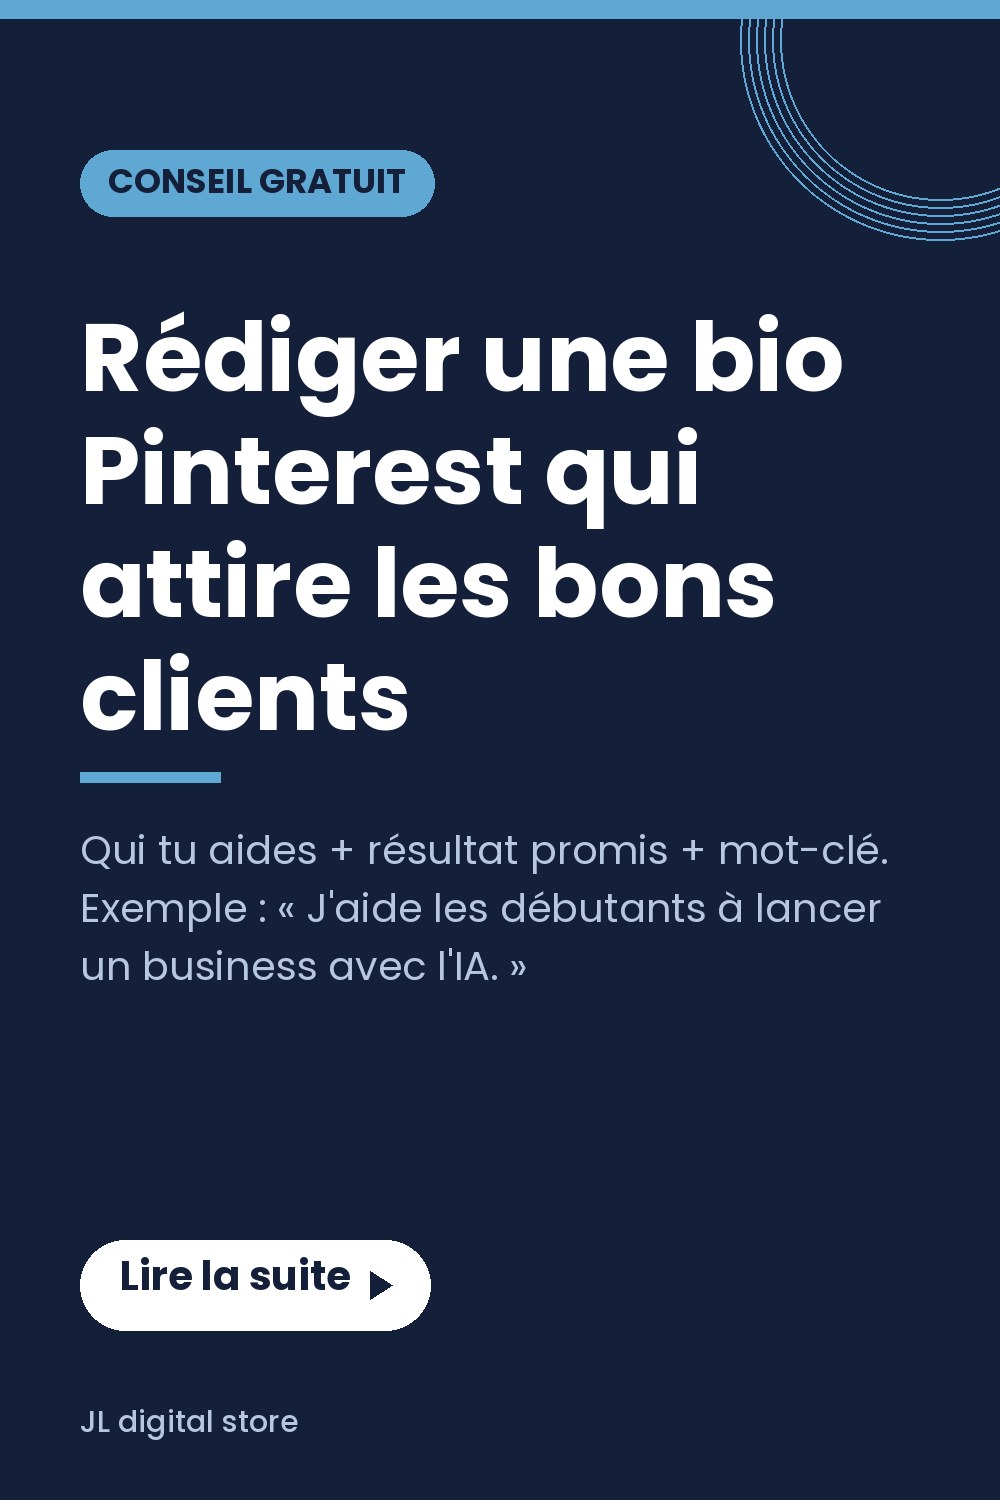 CONSEIL GRATUIT
Rédiger une bio
Pinterest qui
attire les bons
clients
Qui tu aides + résultat promis + mot-clé.
Exemple : « J'aide les débutants à lancer
un business avec l'IA. »
Lire la suite
JL digital store